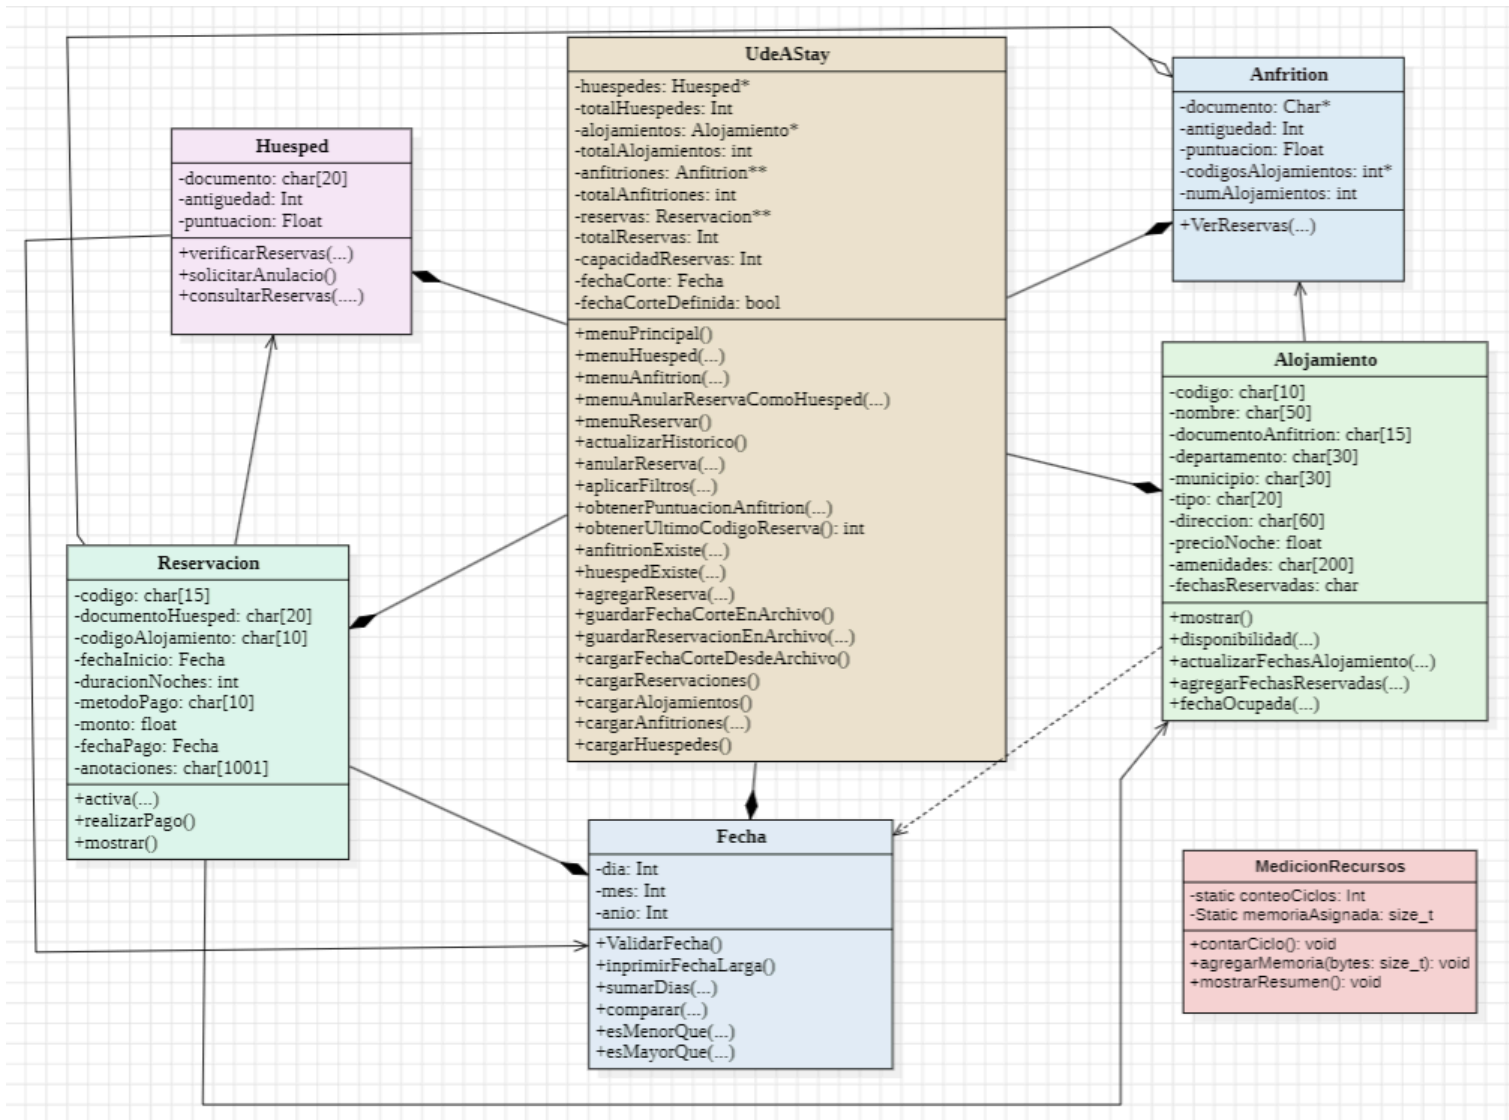 UdeAStay
-huespedes: Huesped*
-totalHuespedes: Int
-alojamientos: Alojamiento*
-totalAlojamientos: int
-anfitriones: Anfitrion**
-totalAnfitriones: int
-reservas: Reservacion**
-totalReservas: Int
-capacidadReservas: Int
-fechaCorte: Fecha
-fechaCorteDefinida: bool
+menuPrincipal()
+menuHuesped(...)
+menuAnfitrion(...)
+menuAnularReservaComoHuesped(...)
+menuReservar()
+actualizarHistorico()
+anularReserva(...)
+aplicarFiltros(...)
+obtenerPuntuacionAnfitrion(...)
+obtenerUltimoCodigoReserva(): int
+anfitrionExiste(...)
+huespedExiste(...)
+agregarReserva(...)
+guardarFechaCorteEnArchivo()
+guardarReservacionEnArchivo(...)
+cargarFechaCorteDesdeArchivo()
+cargarReservaciones()
+cargarAlojamientos()
+cargarAnfitriones(...)
+cargarHuespedes()
Anfrition
-documento: Char*
-antiguedad: Int
-puntuacion: Float
-codigosAlojamientos: int*
-numAlojamientos: int
+VerReservas(...)
Huesped
-documento: char[20]
-antiguedad: Int
-puntuacion: Float
+verificarReservas(...)
+solicitarAnulacio()
+consultarReservas(....)
Alojamiento
-codigo: char[10]
-nombre: char[50]
-documentoAnfitrion: char[15]
-departamento: char[30]
-municipio: char[30]
-tipo: char[20]
-direccion: char[60]
-precioNoche: float
-amenidades: char[200]
-fechasReservadas: char
+mostrar()
+disponibilidad(...)
+actualizarFechasAlojamiento(...)
+agregarFechasReservadas(...)
+fechaOcupada(...)
Reservacion
-codigo: char[15]
-documentoHuesped: char[20]
-codigoAlojamiento: char[10]
-fechaInicio: Fecha
-duracionNoches: int
-metodoPago: char[10]
-monto: float
-fechaPago: Fecha
-anotaciones: char[1001]
+activa(...)
+realizarPago()
+mostrar()
Fecha
-dia: Int
-mes: Int
-anio: Int
+ValidarFecha()
+inprimirFechaLarga()
+sumarDias(...)
+comparar(...)
+esMenorQue(...)
+esMayorQue(...)
MedicionRecursos
-static conteoCiclos: Int
-Static memoriaAsignada: size_t
+contarCiclo(): void
+agregarMemoria(bytes: size_t): void
+mostrarResumen(): void